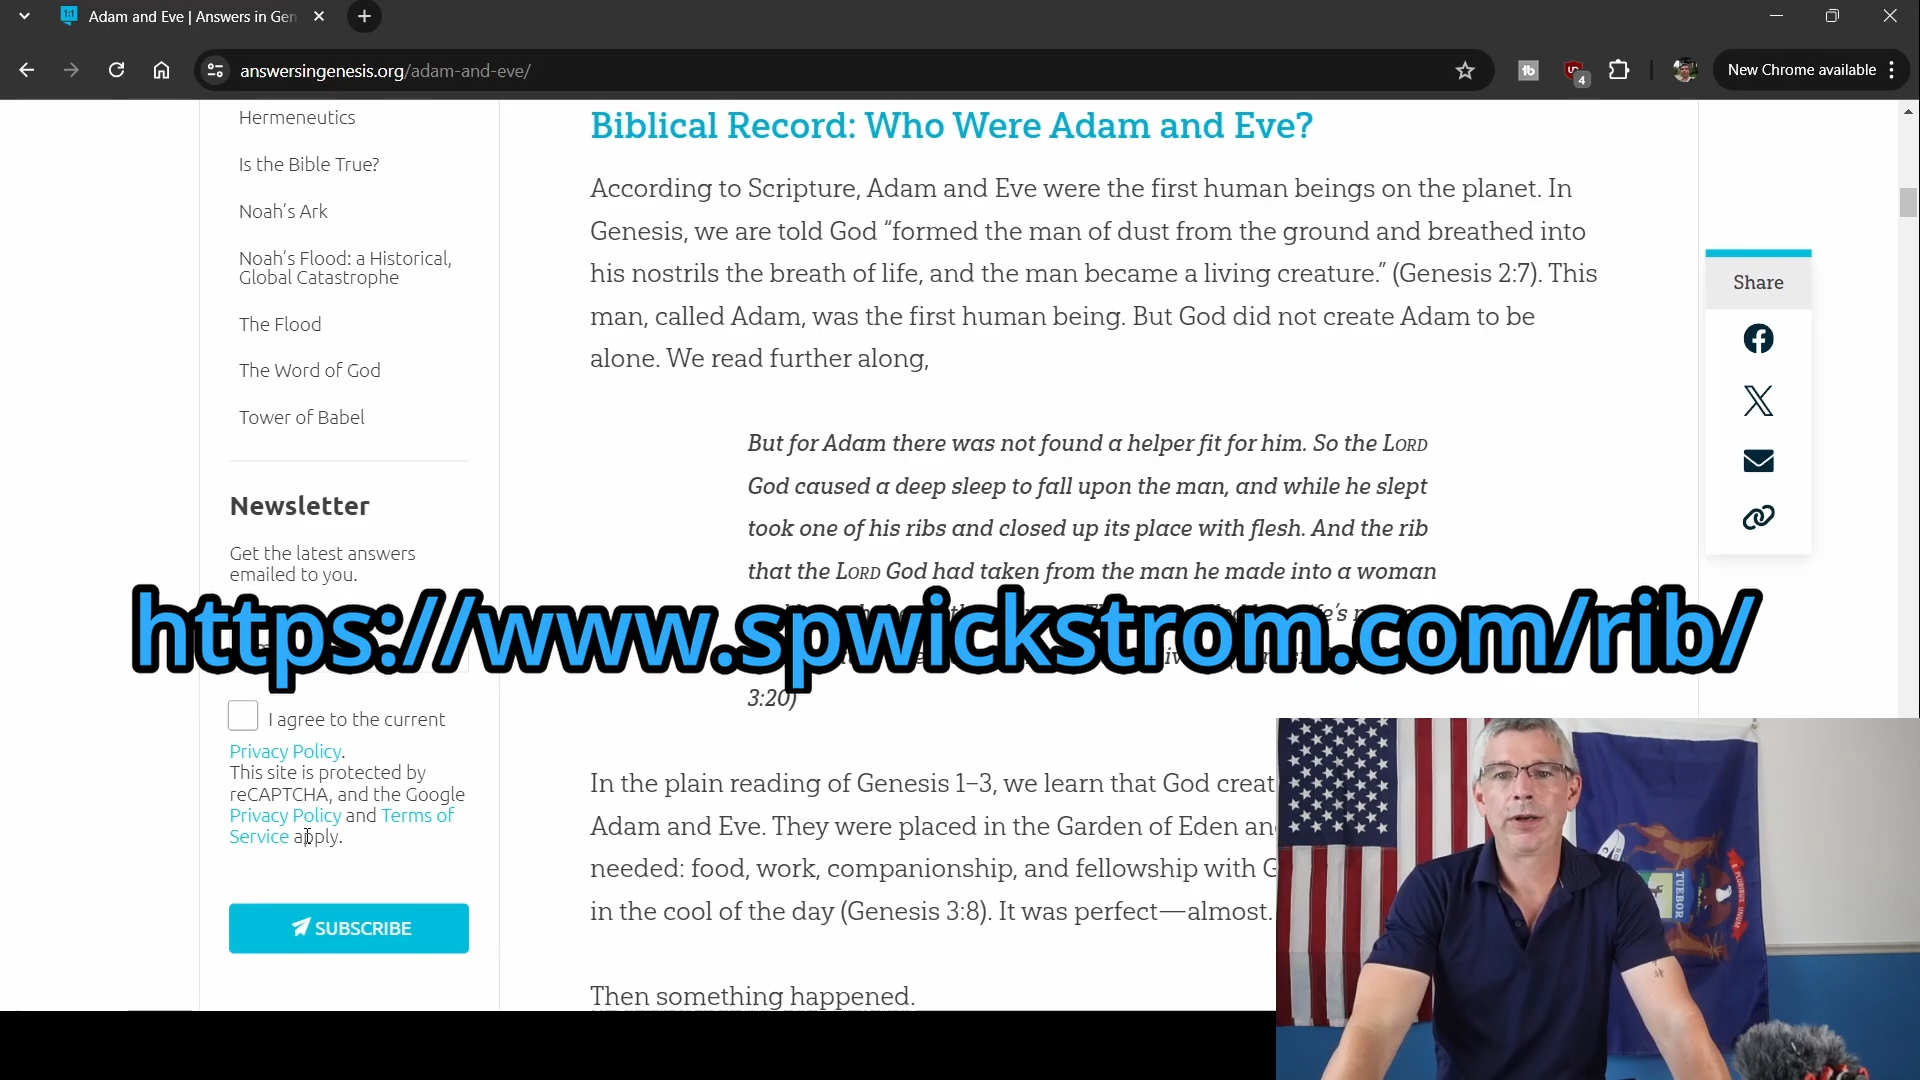 Adam and Eve | Answers in Gen
answersingenesis.org/adam-and-eve/
4
New Chrome available
Hermeneutics
Is the Bible True?
Noah's Ark
Noah's Flood: a Historical,
Global Catastrophe
The Flood
The Word of God
Tower of Babel
Newsletter
Get the latest answers
emailed to you.
I agree to the current
Privacy Policy.
This site is protected by
reCAPTCHA, and the Google
Privacy Policy and Terms of
Service apply.
SUBSCRIBE
Biblical Record: Who Were Adam and Eve?
According to Scripture, Adam and Eve were the first human beings on the planet. In
Genesis, we are told God “formed the man of dust from the ground and breathed into
his nostrils the breath of life, and the man became a living creature.” (Genesis 2:7). This
man, called Adam, was the first human being. But God did not create Adam to be
alone. We read further along,
But for Adam there was not found a helper fit for him. So the LORD
God caused a deep sleep to fall upon the man, and while he slept
took one of his ribs and closed up its place with flesh. And the rib
that the LORD God had taken from the man he made into a woman
https://www.spwickstrom.com/rib/
3:20)
In the plain reading of Genesis 1–3, we learn that God creat
Adam and Eve. They were placed in the Garden of Eden an
needed: food, work, companionship, and fellowship with G
in the cool of the day (Genesis 3:8). It was perfect—almost.
Then something happened.
Share
TUEBOR
E PLURIBUS UNUM